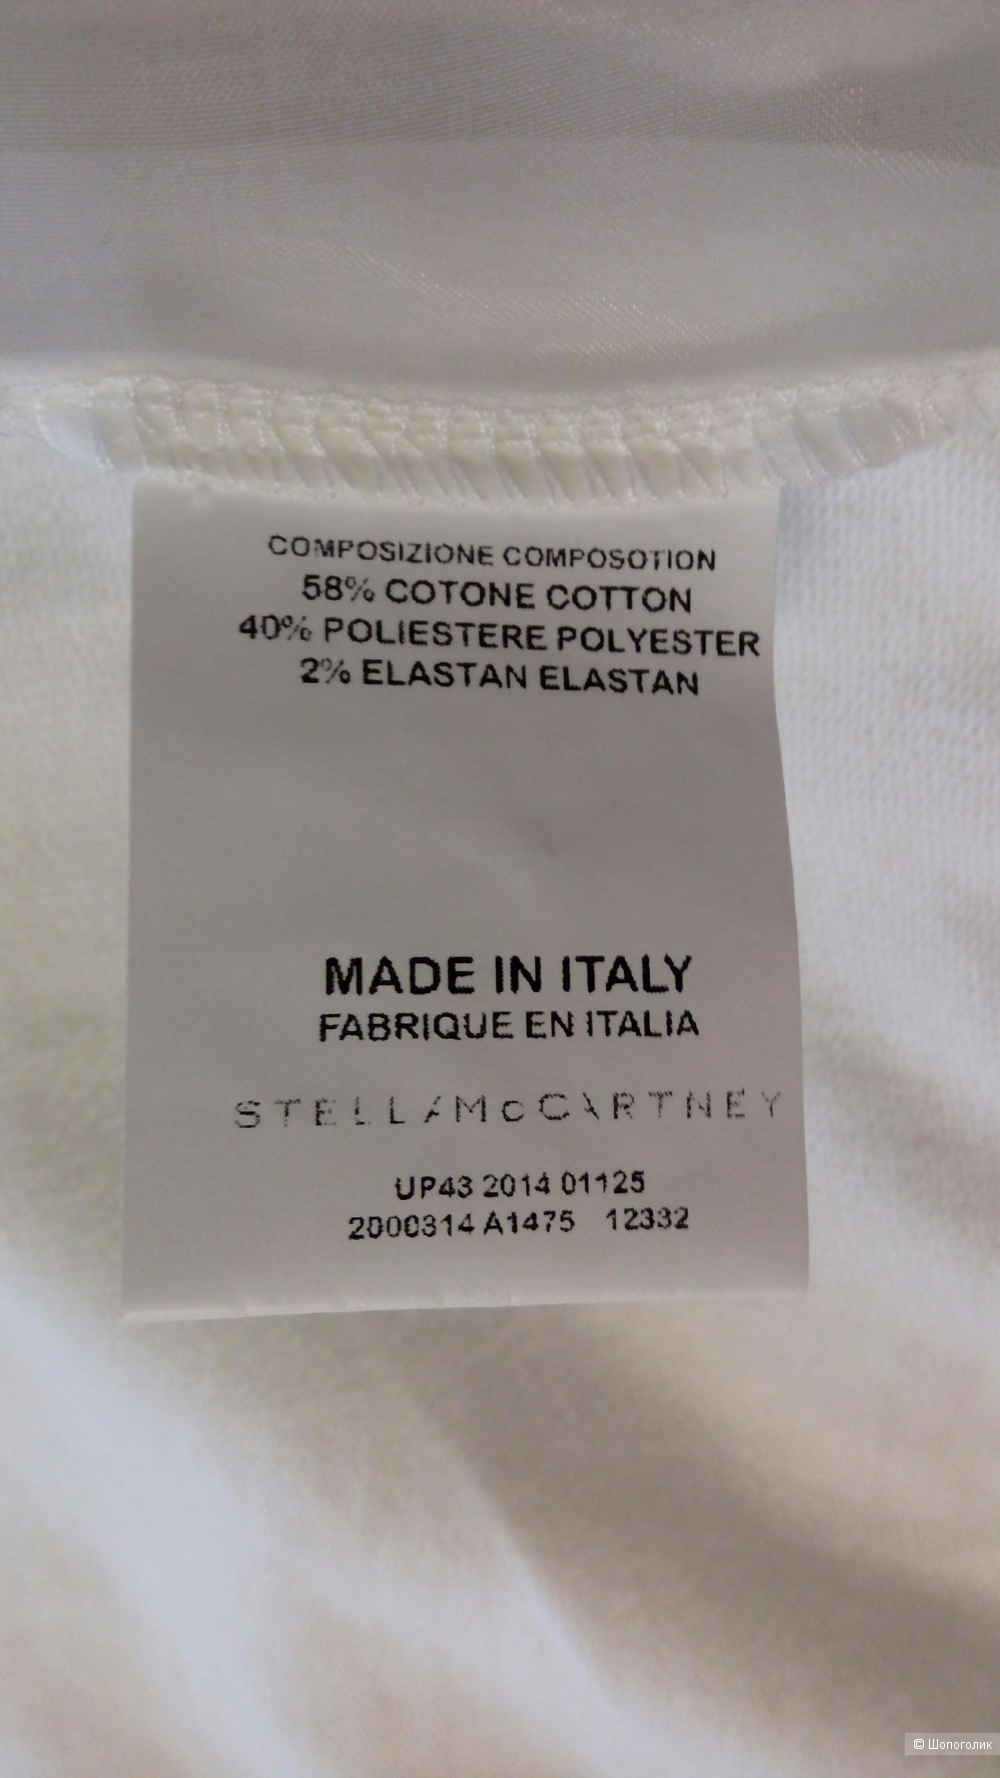 COMPOSIZIONE COMPOSOTION
58% COTONE COTTON
40% POLIESTERE POLYESTER
2% ELASTAN ELASTAN
MADE IN ITALY
FABRIQUE EN ITALIA
STELLA McCARTNEY
UP43 2014 01125
2000314 A1475 12332
© Шопоголик